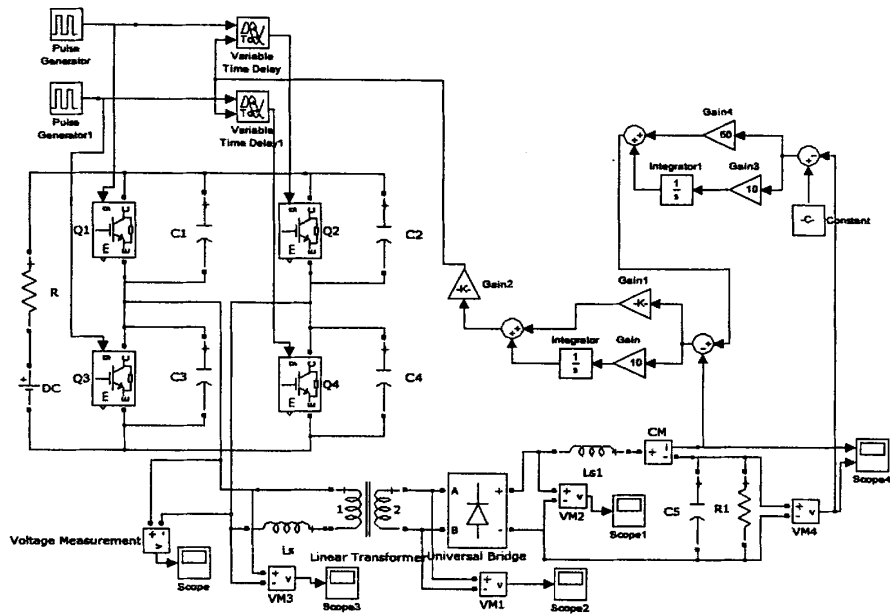 Pulse
Generator
Variable
Time Delay
Pulse
Generator1
Variable
Time Delay1
Gain4
60
Integrator1
1
s
Gain3
10
-C-
Constant
g
C
E
Q1
C1
g
C
E
Q2
C2
R
Gain2
-K-
Gain1
-K-
Integrator
1
s
Gain
10
DC
g
C
E
Q3
C3
g
C
E
Q4
C4
CM
i
Ls1
Scope4
A
B
1
2
C5
R1
v
VM4
v
VM2
Scope1
Voltage Measurement
v
Scope
Ls
Linear Transformer
Universal Bridge
v
VM3
Scope3
v
VM1
Scope2